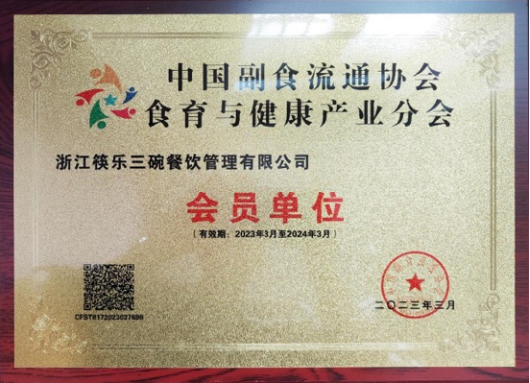 中国副食流通协会
食育与健康产业分会
浙江筷乐三碗餐饮管理有限公司
会员单位
(有效期：2023年3月至2024年3月)
二〇二三年三月